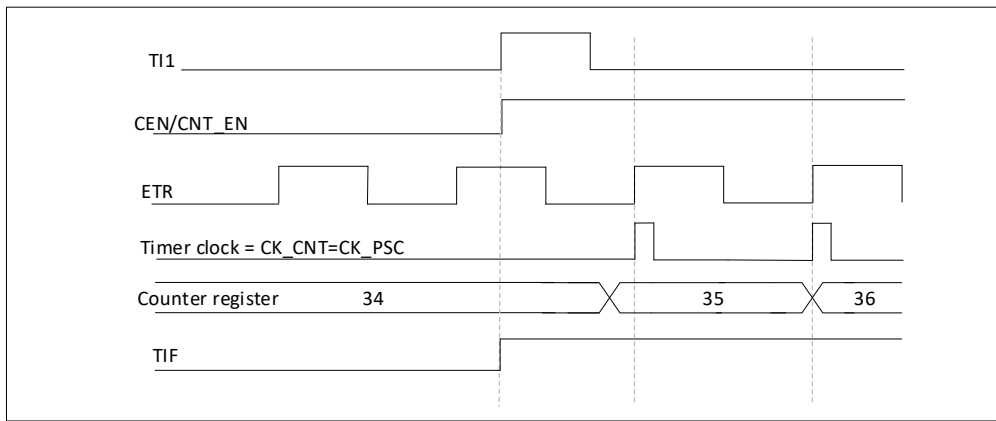 TI1
CEN/CNT_EN
ETR
Timer clock = CK_CNT=CK_PSC
Counter register 34 35 36
TIF